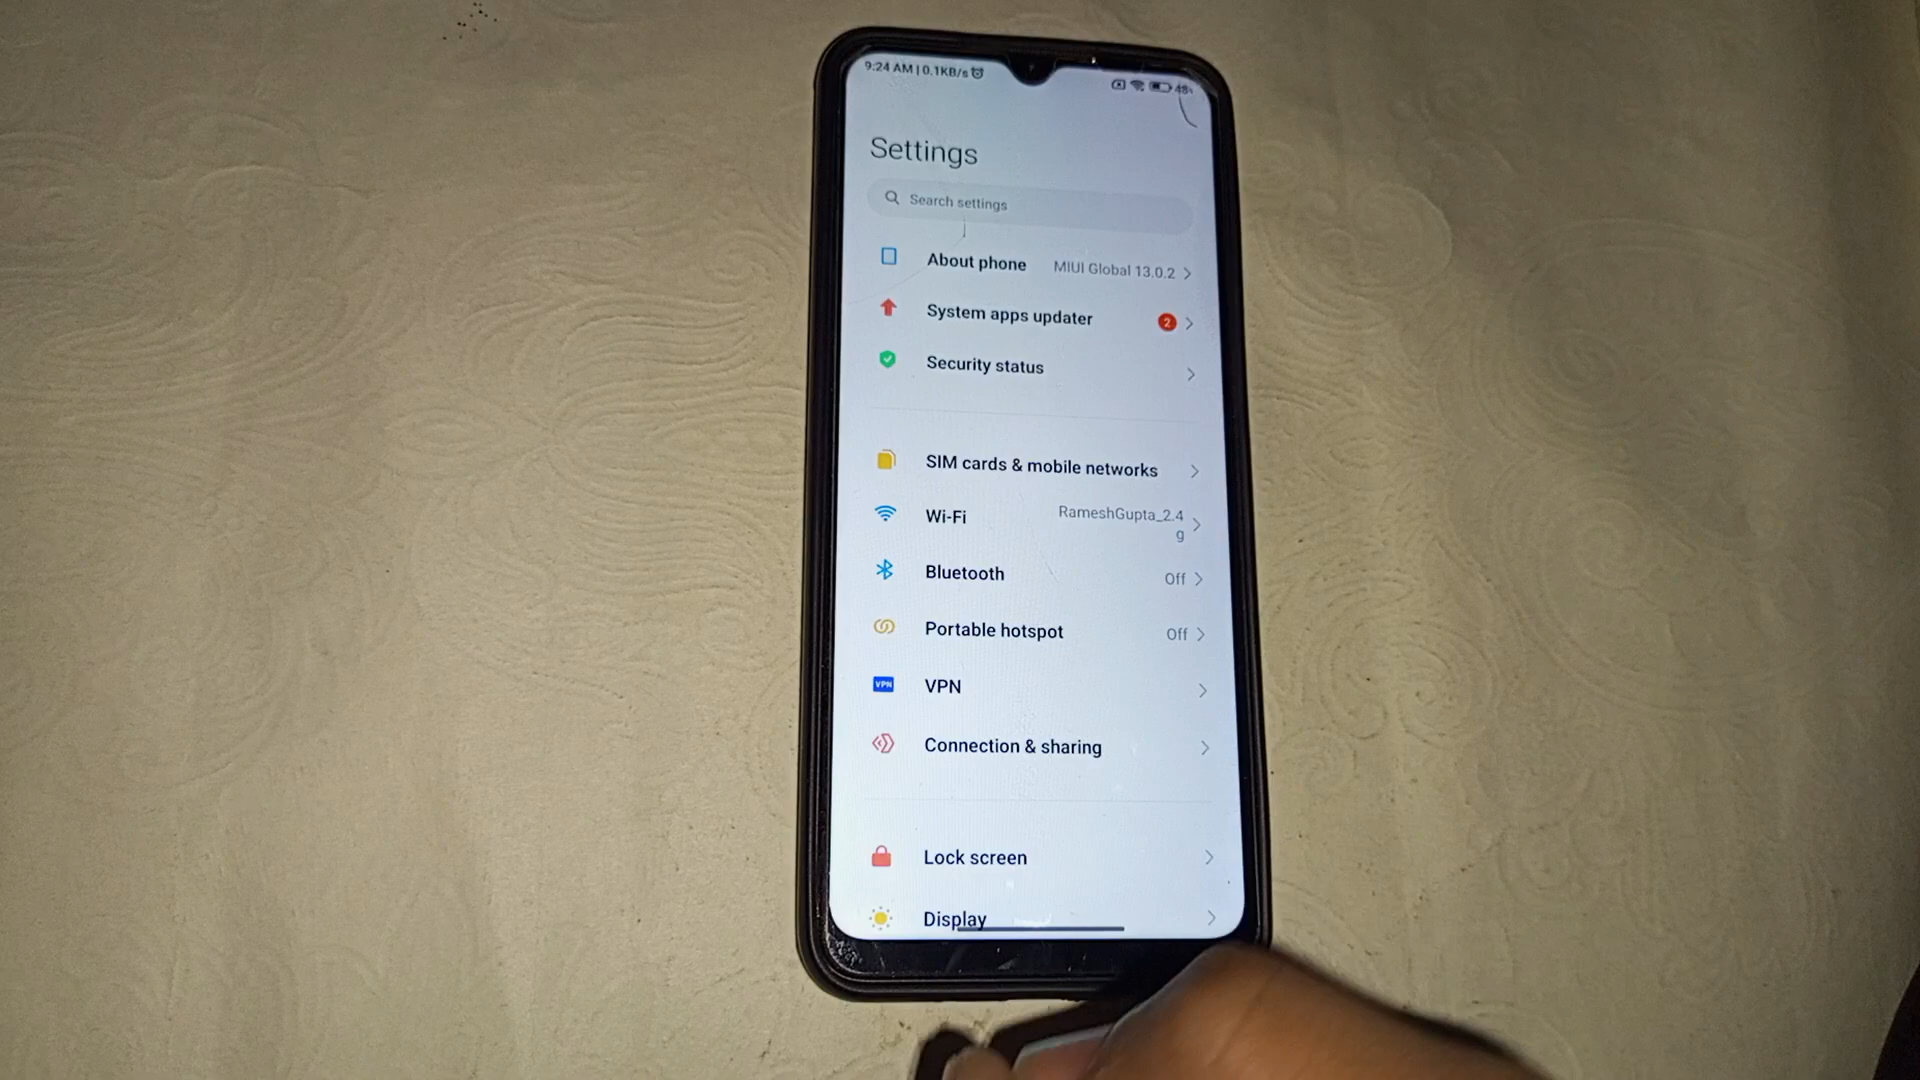 9:24 AM | 0.1KB/s
48%
Settings
Search settings
About phone MIUI Global 13.0.2
System apps updater 2
Security status
SIM cards & mobile networks
Wi-Fi RameshGupta_2.4
g
Bluetooth Off
Portable hotspot Off
VPN VPN
Connection & sharing
Lock screen
Display